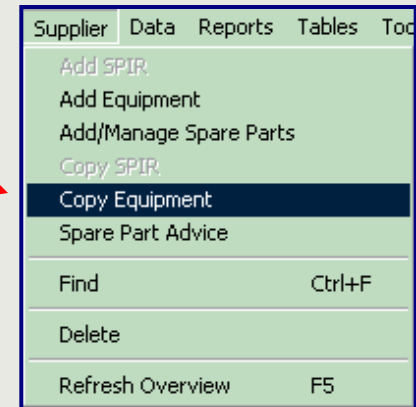 Supplier Data Reports Tables
Add SPIR
Add Equipment
Add/Manage Spare Parts
Copy SPIR
Copy Equipment
Spare Part Advice
Find Ctrl+F
Delete
Refresh Overview F5